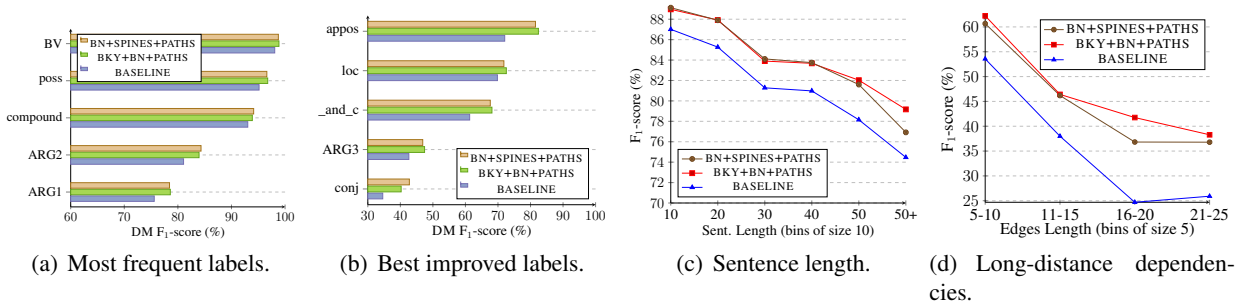 BV
poss
compound
ARG2
ARG1
60 70 80 90 100
DM F1-score (%)
BN+SPINES+PATHS
BKY+BN+PATHS
BASELINE
(a) Most frequent labels.
appos
loc
_and_c
ARG3
conj
30 40 50 60 70 80 90 100
DM F1-score (%)
BN+SPINES+PATHS
BKY+BN+PATHS
BASELINE
(b) Best improved labels.
F1-score (%)
88
86
84
82
80
78
76
74
72
70
10 20 30 40 50 50+
Sent. Length (bins of size 10)
BN+SPINES+PATHS
BKY+BN+PATHS
BASELINE
(c) Sentence length.
F1-score (%)
60
55
50
45
40
35
30
25
5-10 11-15 16-20 21-25
Edges Length (bins of size 5)
BN+SPINES+PATHS
BKY+BN+PATHS
BASELINE
(d) Long-distance dependen-
cies.